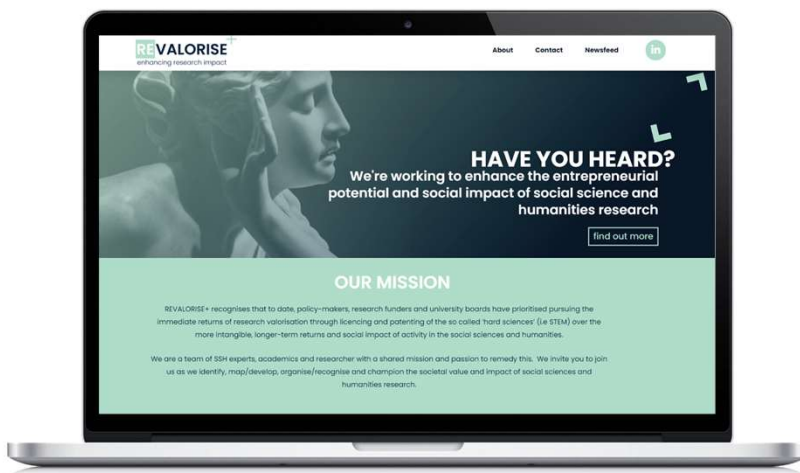 REVALORISE+
enhancing research impact
About Contact Newsfeed in
HAVE YOU HEARD?
We're working to enhance the entrepreneurial
potential and social impact of social science and
humanities research
find out more
OUR MISSION
REVALORISE+ recognises that to date, policy-makers, research funders and university boards have prioritised pursuing the
immediate returns of research valorisation through licencing and patenting of the so called 'hard sciences' (i.e STEM) over the
more intangible, longer-term returns and social impact of activity in the social sciences and humanities.
We are a team of SSH experts, academics and researcher with a shared mission and passion to remedy this. We invite you to join
us as we identify, map/develop, organise/recognise and champion the societal value and impact of social sciences and
humanities research.